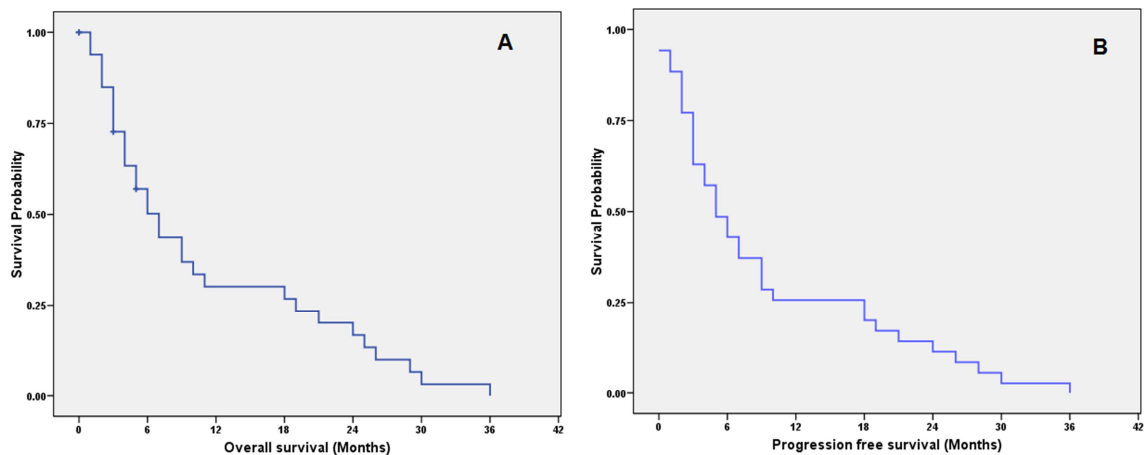 A
1.00
0.75
0.50
0.25
0.00
Survival Probability
0 6 12 18 24 30 36 42
Overall survival (Months)
B
1.00
0.75
0.50
0.25
0.00
Survival Probability
0 6 12 18 24 30 36 42
Progression free survival (Months)